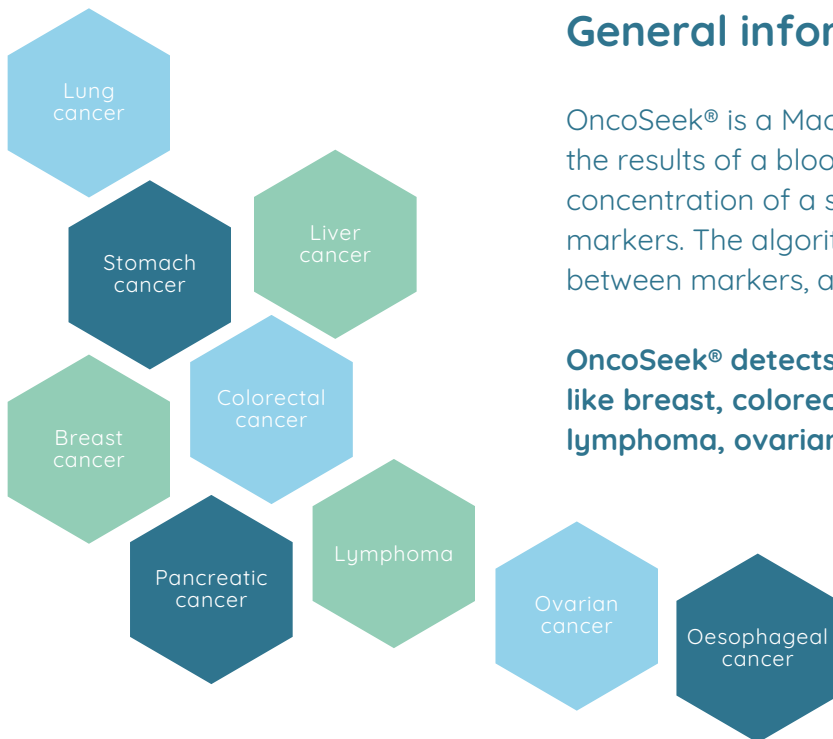 Lung
cancer
Stomach
cancer
Liver
cancer
Colorectal
cancer
Breast
cancer
Pancreatic
cancer
Lymphoma
Ovarian
cancer
Oesophageal
cancer
General infor
OncoSeek® is a Mac
the results of a bloo
concentration of a s
markers. The algorit
between markers, a
OncoSeek® detects
like breast, colorec
lymphoma, ovarian